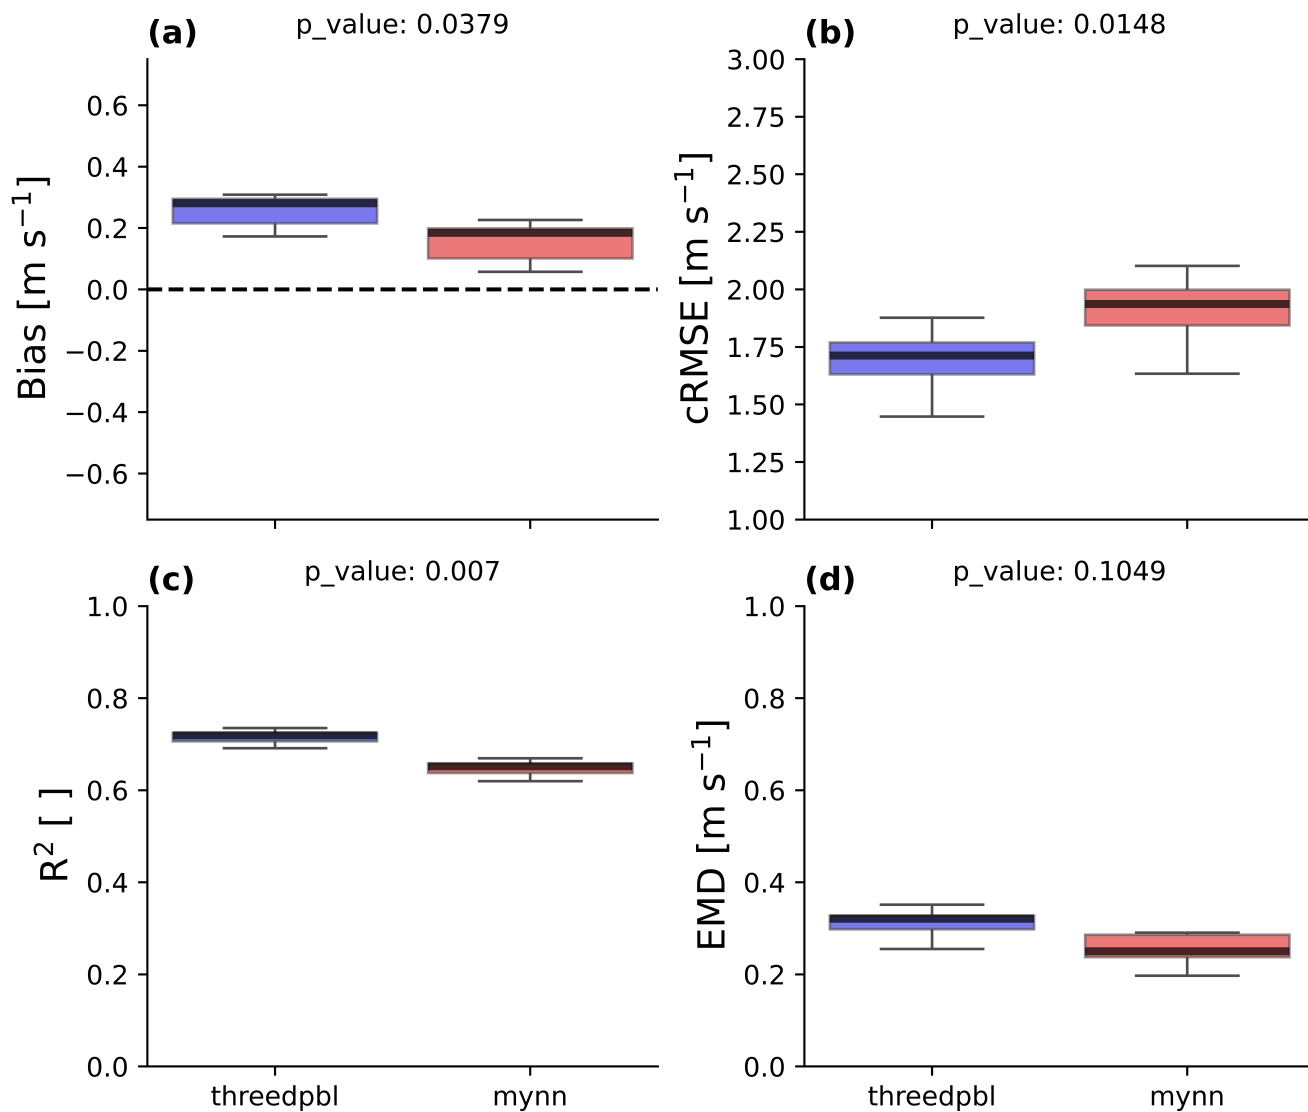 (a) p_value: 0.0379
Bias [m s⁻¹]
0.6
0.4
0.2
0.0
−0.2
−0.4
−0.6
(b) p_value: 0.0148
cRMSE [m s⁻¹]
3.00
2.75
2.50
2.25
2.00
1.75
1.50
1.25
1.00
(c) p_value: 0.007
R² [ ]
1.0
0.8
0.6
0.4
0.2
0.0
threedpbl mynn
(d) p_value: 0.1049
EMD [m s⁻¹]
1.0
0.8
0.6
0.4
0.2
0.0
threedpbl mynn